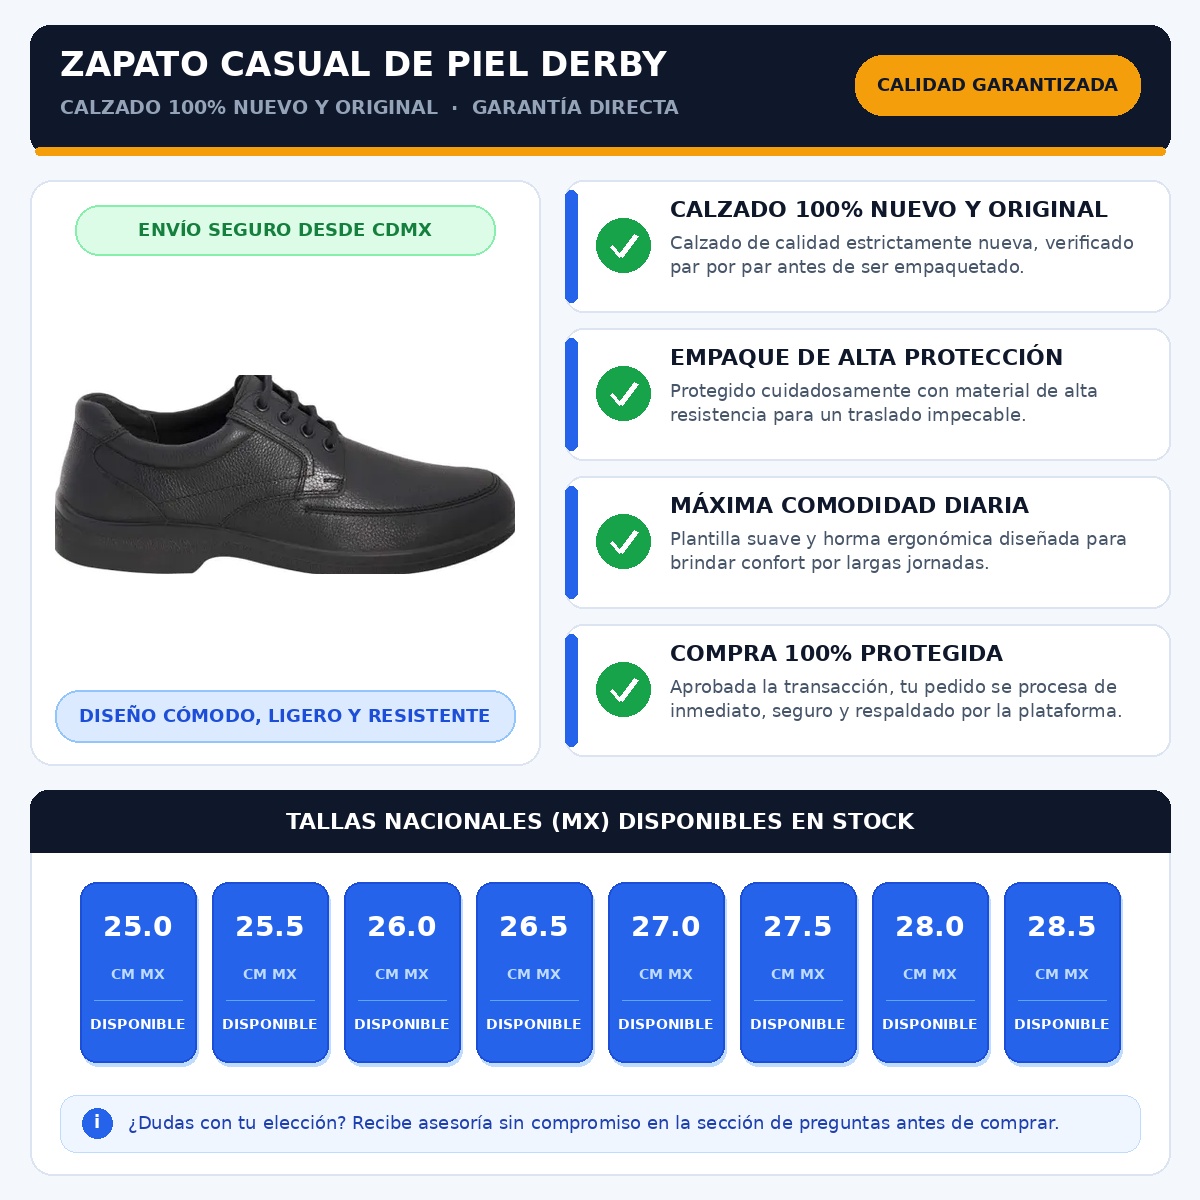 ZAPATO CASUAL DE PIEL DERBY
CALZADO 100% NUEVO Y ORIGINAL · GARANTÍA DIRECTA
CALIDAD GARANTIZADA
ENVÍO SEGURO DESDE CDMX
DISEÑO CÓMODO, LIGERO Y RESISTENTE
CALZADO 100% NUEVO Y ORIGINAL
Calzado de calidad estrictamente nueva, verificado
par por par antes de ser empaquetado.
EMPAQUE DE ALTA PROTECCIÓN
Protegido cuidadosamente con material de alta
resistencia para un traslado impecable.
MÁXIMA COMODIDAD DIARIA
Plantilla suave y horma ergonómica diseñada para
brindar confort por largas jornadas.
COMPRA 100% PROTEGIDA
Aprobada la transacción, tu pedido se procesa de
inmediato, seguro y respaldado por la plataforma.
TALLAS NACIONALES (MX) DISPONIBLES EN STOCK
25.0 25.5 26.0 26.5 27.0 27.5 28.0 28.5
CM MX CM MX CM MX CM MX CM MX CM MX CM MX CM MX
DISPONIBLE DISPONIBLE DISPONIBLE DISPONIBLE DISPONIBLE DISPONIBLE DISPONIBLE DISPONIBLE
i ¿Dudas con tu elección? Recibe asesoría sin compromiso en la sección de preguntas antes de comprar.